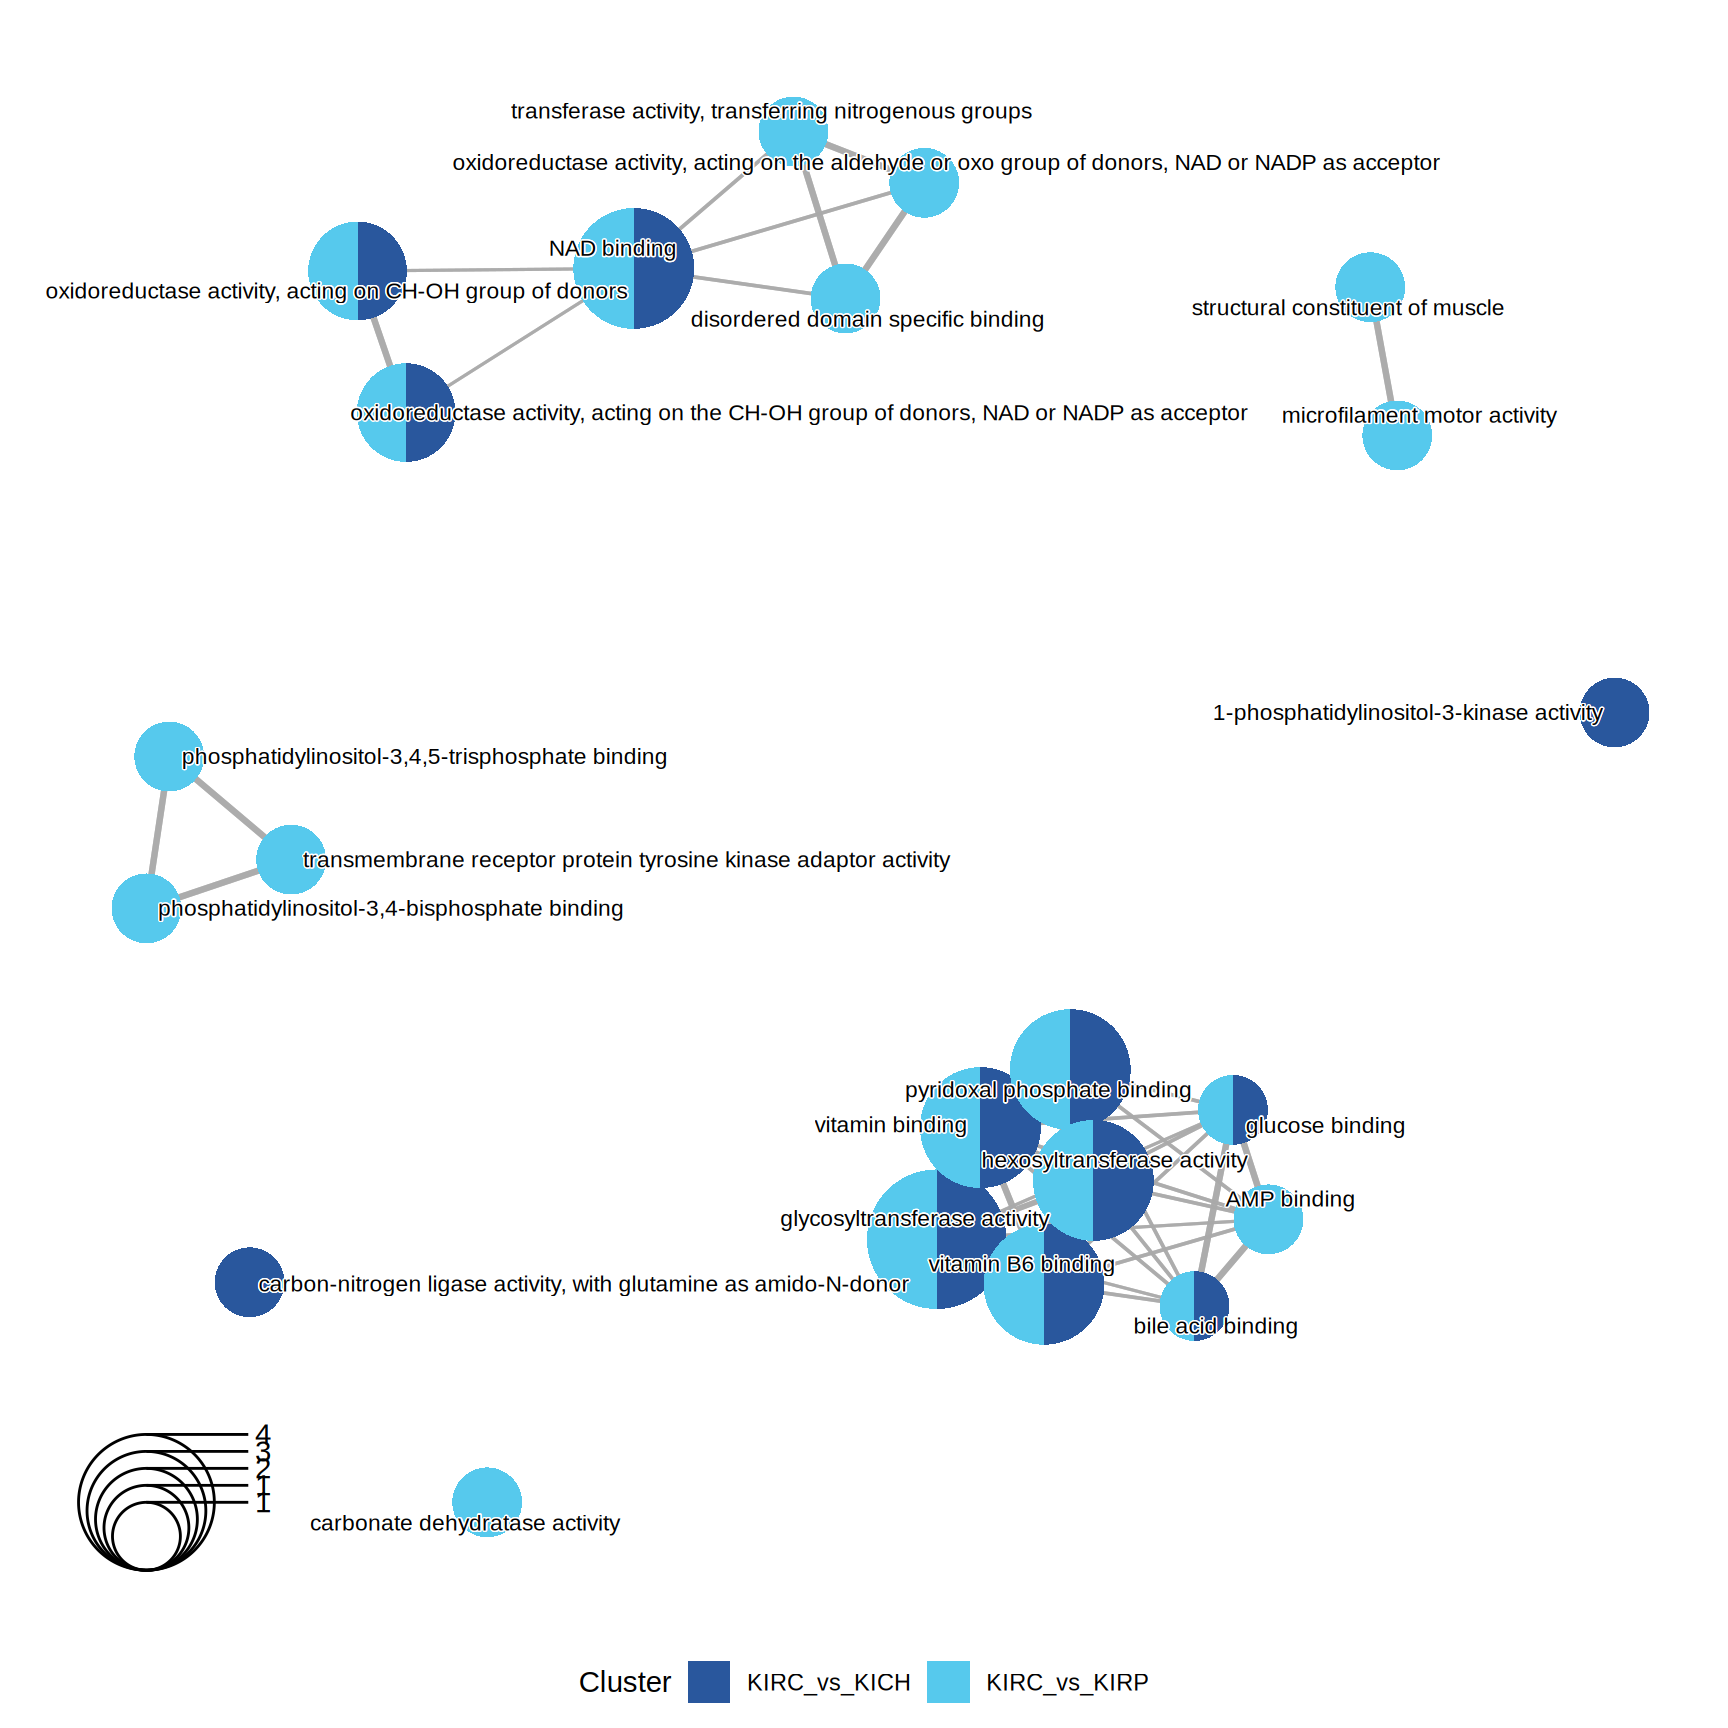 transferase activity, transferring nitrogenous groups
oxidoreductase activity, acting on the aldehyde or oxo group of donors, NAD or NADP as acceptor
NAD binding
oxidoreductase activity, acting on CH-OH group of donors
disordered domain specific binding
structural constituent of muscle
oxidoreductase activity, acting on the CH-OH group of donors, NAD or NADP as acceptor
microfilament motor activity
1-phosphatidylinositol-3-kinase activity
phosphatidylinositol-3,4,5-trisphosphate binding
transmembrane receptor protein tyrosine kinase adaptor activity
phosphatidylinositol-3,4-bisphosphate binding
pyridoxal phosphate binding
vitamin binding
glucose binding
hexosyltransferase activity
AMP binding
glycosyltransferase activity
vitamin B6 binding
carbon-nitrogen ligase activity, with glutamine as amido-N-donor
bile acid binding
4
3
2
1
1
carbonate dehydratase activity
Cluster KIRC_vs_KICH KIRC_vs_KIRP